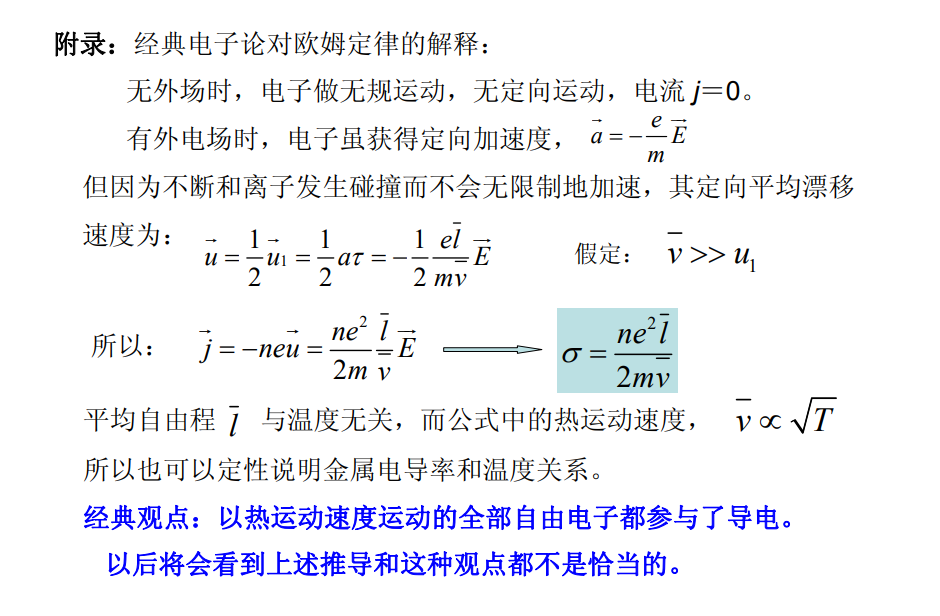 附录：经典电子论对欧姆定律的解释：
无外场时，电子做无规运动，无定向运动，电流 j＝0。
有外电场时，电子虽获得定向加速度， $\vec{a} = -\frac{e}{m}\vec{E}$
但因为不断和离子发生碰撞而不会无限制地加速，其定向平均漂移
速度为： $\vec{u} = \frac{1}{2}\vec{u}_1 = \frac{1}{2}\vec{a}\tau = -\frac{1}{2}\frac{e\bar{l}}{m\bar{v}}\vec{E}$ 假定： $\bar{v} >> u_1$
所以： $\vec{j} = -ne\vec{u} = \frac{ne^2}{2m}\frac{\bar{l}}{\bar{v}}\vec{E}$ $\sigma = \frac{ne^2\bar{l}}{2m\bar{v}}$
平均自由程 $\bar{l}$ 与温度无关，而公式中的热运动速度， $\bar{v} \propto \sqrt{T}$
所以也可以定性说明金属电导率和温度关系。
经典观点：以热运动速度运动的全部自由电子都参与了导电。
以后将会看到上述推导和这种观点都不是恰当的。